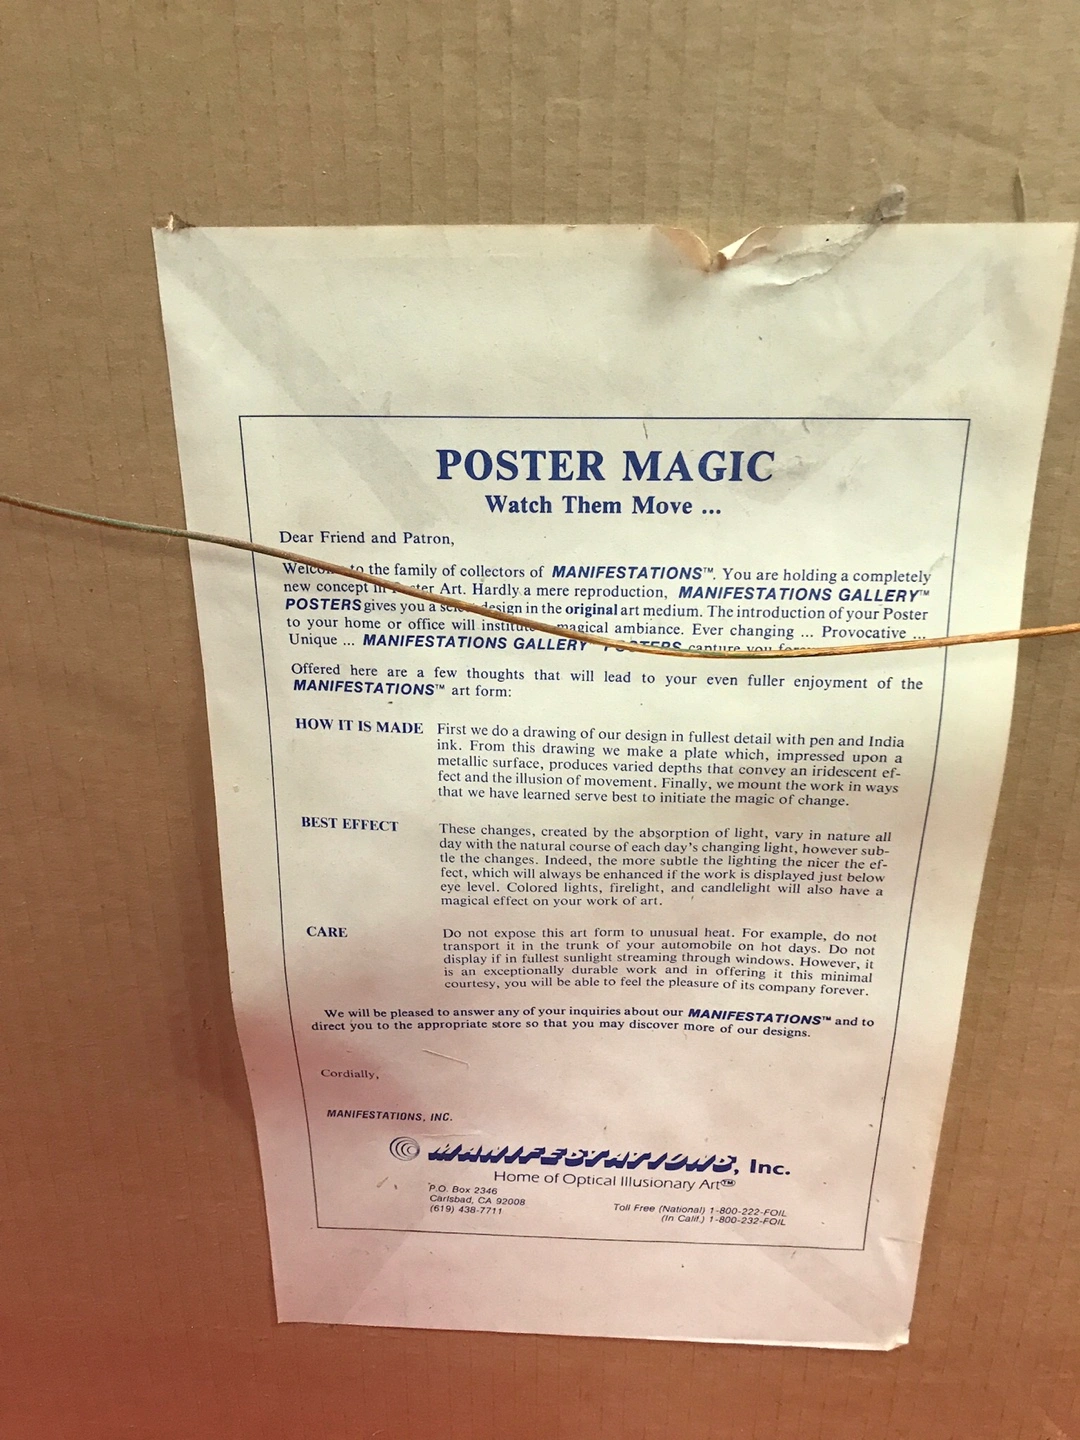 POSTER MAGIC
Watch Them Move ...
Dear Friend and Patron,
to the family of collectors of MANIFESTATIONS™. You are holding a completely
new concept in Poster Art. Hardly a mere reproduction, MANIFESTATIONS GALLERY™
POSTERS gives you a design in the original art medium. The introduction of your Poster
to your home or office will magical ambiance. Ever changing ... Provocative ...
Unique ... MANIFESTATIONS GALLERY POSTERS capture you
Offered here are a few thoughts that will lead to your even fuller enjoyment of the
MANIFESTATIONS™ art form:
HOW IT IS MADE First we do a drawing of our design in fullest detail with pen and India
ink. From this drawing we make a plate which, impressed upon a
metallic surface, produces varied depths that convey an iridescent ef-
fect and the illusion of movement. Finally, we mount the work in ways
that we have learned serve best to initiate the magic of change.
BEST EFFECT These changes, created by the absorption of light, vary in nature all
day with the natural course of each day's changing light, however sub-
tle the changes. Indeed, the more subtle the lighting the nicer the ef-
fect, which will always be enhanced if the work is displayed just below
eye level. Colored lights, firelight, and candlelight will also have a
magical effect on your work of art.
CARE Do not expose this art form to unusual heat. For example, do not
transport it in the trunk of your automobile on hot days. Do not
display if in fullest sunlight streaming through windows. However, it
is an exceptionally durable work and in offering it this minimal
courtesy, you will be able to feel the pleasure of its company forever.
We will be pleased to answer any of your inquiries about our MANIFESTATIONS™ and to
direct you to the appropriate store so that you may discover more of our designs.
Cordially,
MANIFESTATIONS, INC.
MANIFESTATIONS, Inc.
Home of Optical Illusionary Art™
P.O. Box 2346
Carlsbad, CA 92008
(619) 438-7711
Toll Free (National) 1-800-222-FOIL
(In Calif.) 1-800-232-FOIL